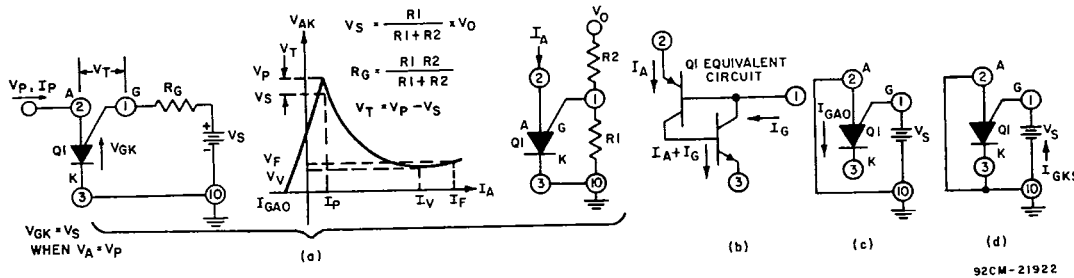 VP, IP
VT
A
2
G
1
RG
+
VS
-
Q1
VGK
K
3
10
VGK = VS
WHEN VA = VP
VAK
VT
VP
VS
VF
VV
IGAO
IP
IV
IF
IA
VS = R1 / R1 + R2 x VO
RG = R1 R2 / R1 + R2
VT = VP - VS
(a)
VO
IA
2
R2
1
A
G
Q1
K
R1
3
10
Q1 EQUIVALENT
CIRCUIT
2
IA
1
IG
IA + IG
3
(b)
2
A
G
1
IGAO
Q1
VS
K
3
10
(c)
2
A
G
1
Q1
VS
K
3
IGKS
10
(d)
92CM-21922